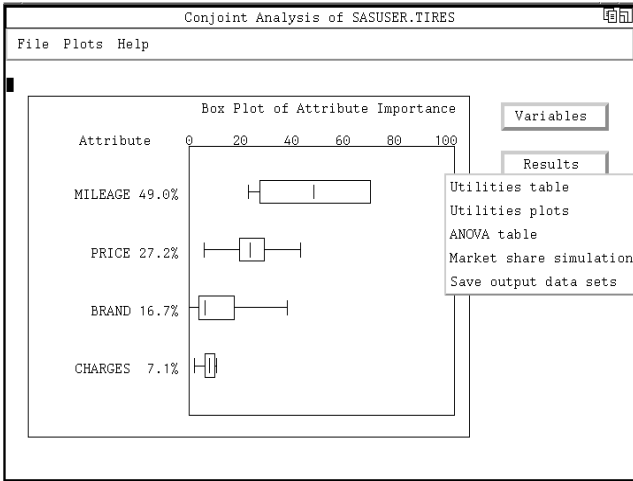 Conjoint Analysis of SASUSER.TIRES
File Plots Help
Box Plot of Attribute Importance
Attribute 0 20 40 60 80 100
MILEAGE 49.0%
PRICE 27.2%
BRAND 16.7%
CHARGES 7.1%
Variables
Results
Utilities table
Utilities plots
ANOVA table
Market share simulation
Save output data sets